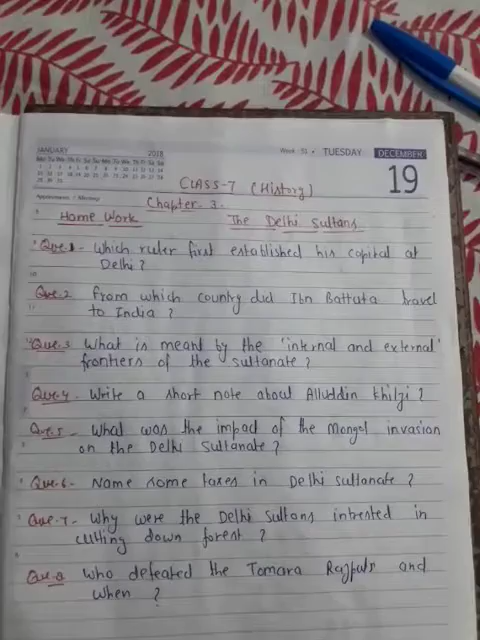 JANUARY 2018
Week 51 • TUESDAY DECEMBER
19
CLASS-7 (History)
Appointments / Meetings
Chapter-3.
Home Work The Delhi Sultans
Que.1- Which ruler first established his capital at
Delhi ?
Que.2 From which country did Ibn Battuta travel
to India ?
Que.3 What is meant by the 'internal and external'
frontiers of the sultanate ?
Que.4- Write a short note about Alluddin Khilzi ?
Que.5- What was the impact of the Mongol invasion
on the Delhi Sultanate ?
Que.6- Name some taxes in Delhi sultanate ?
Que.7- Why were the Delhi Sultans intrested in
cutting down forest ?
Que.8 Who defeated the Tomara Rajputs and
when ?